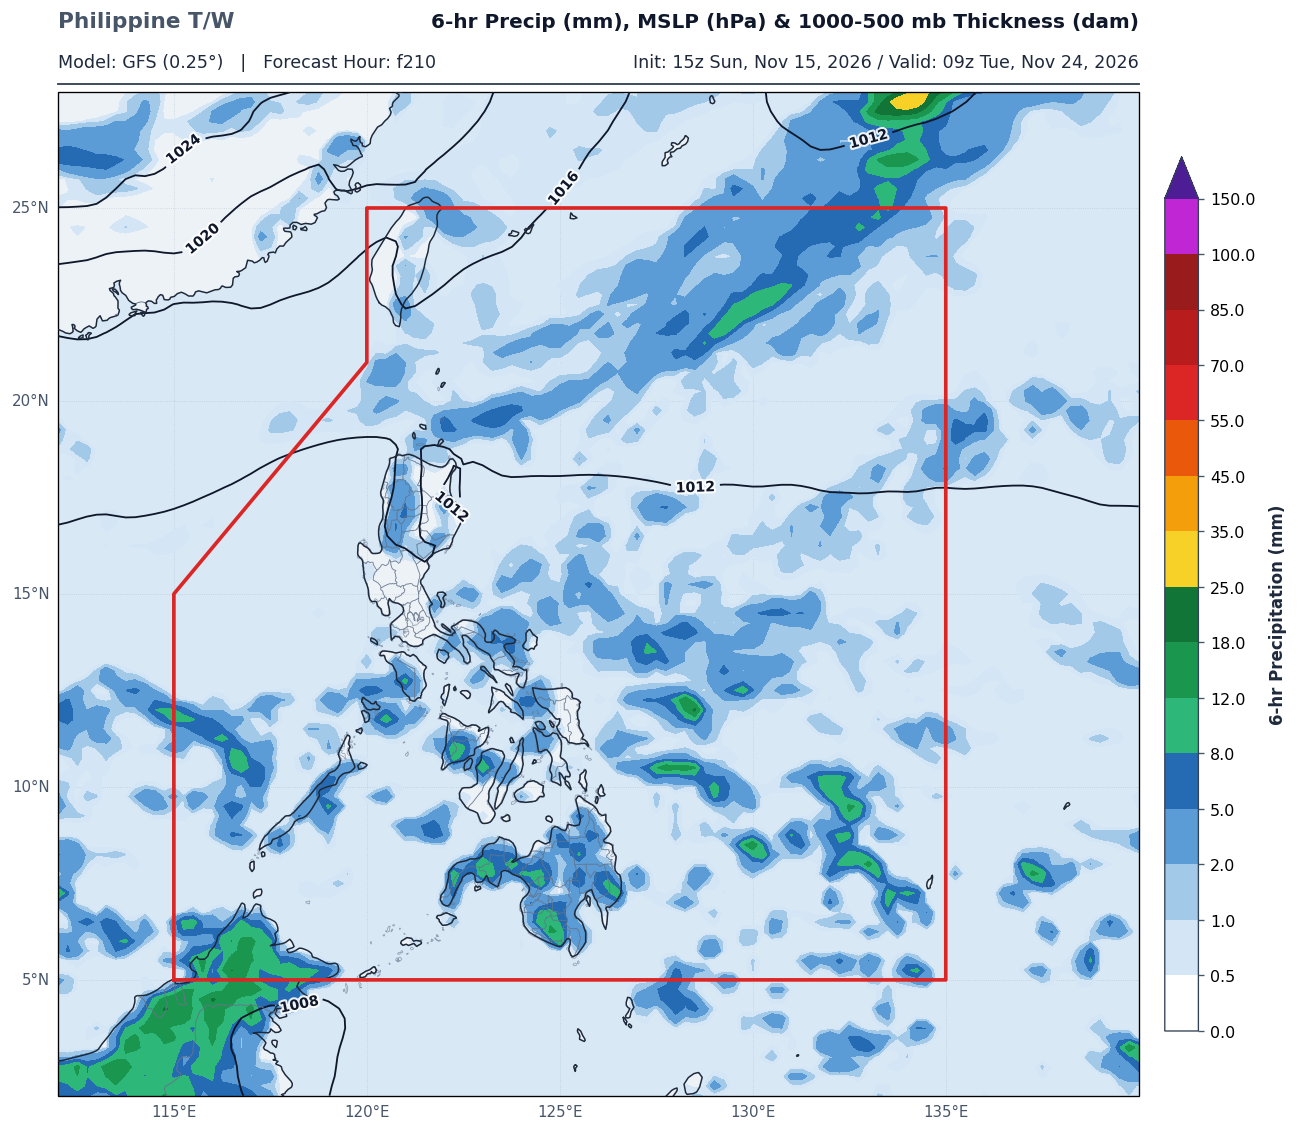 Philippine T/W
6-hr Precip (mm), MSLP (hPa) & 1000-500 mb Thickness (dam)
Model: GFS (0.25°) | Forecast Hour: f210
Init: 15z Sun, Nov 15, 2026 / Valid: 09z Tue, Nov 24, 2026
1024
1020
1016
1012
1012
1012
1008
25°N
20°N
15°N
10°N
5°N
115°E
120°E
125°E
130°E
135°E
150.0
100.0
85.0
70.0
55.0
45.0
35.0
25.0
18.0
12.0
8.0
5.0
2.0
1.0
0.5
0.0
6-hr Precipitation (mm)